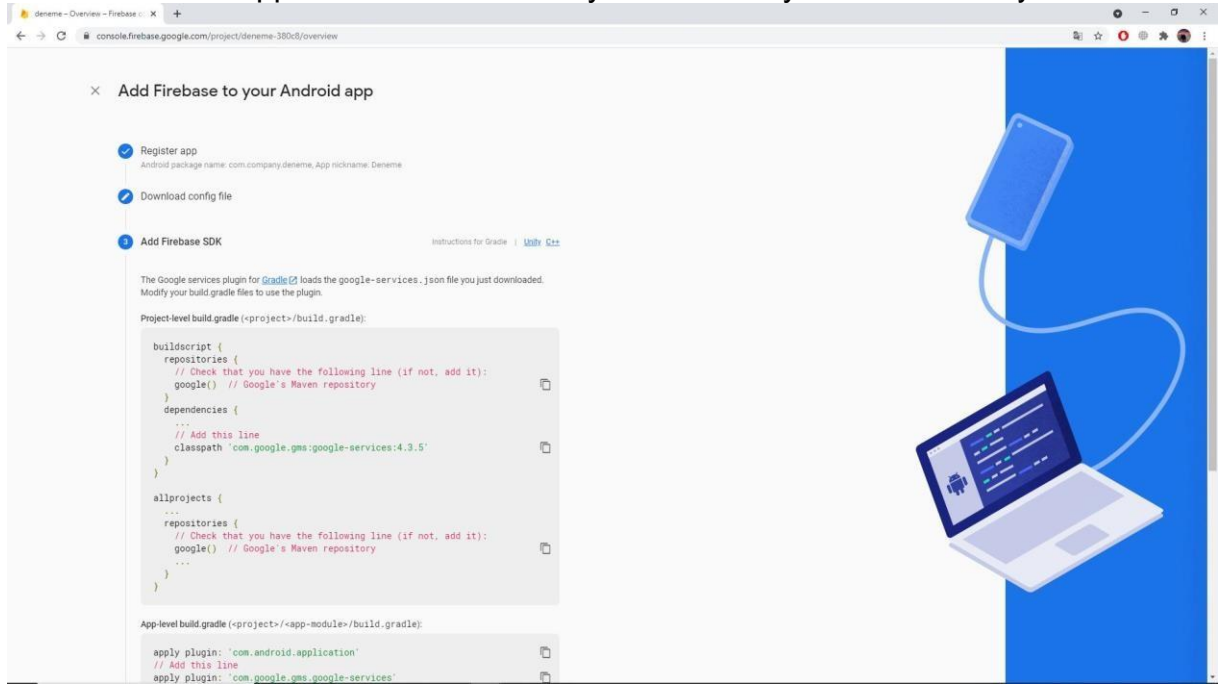 deneme – Overview – Firebase c
console.firebase.google.com/project/deneme-380c8/overview
Add Firebase to your Android app
Register app
Android package name: com.company.deneme, App nickname: Deneme
Download config file
3 Add Firebase SDK
Instructions for Gradle | Unity C++
The Google services plugin for Gradle loads the google-services.json file you just downloaded.
Modify your build.gradle files to use the plugin.
Project-level build.gradle (<project>/build.gradle):
buildscript {
repositories {
// Check that you have the following line (if not, add it):
google() // Google's Maven repository
}
dependencies {
...
// Add this line
classpath 'com.google.gms:google-services:4.3.5'
}
}
allprojects {
...
repositories {
// Check that you have the following line (if not, add it):
google() // Google's Maven repository
...
}
}
App-level build.gradle (<project>/<app-module>/build.gradle):
apply plugin: 'com.android.application'
// Add this line
apply plugin: 'com.google.gms.google-services'